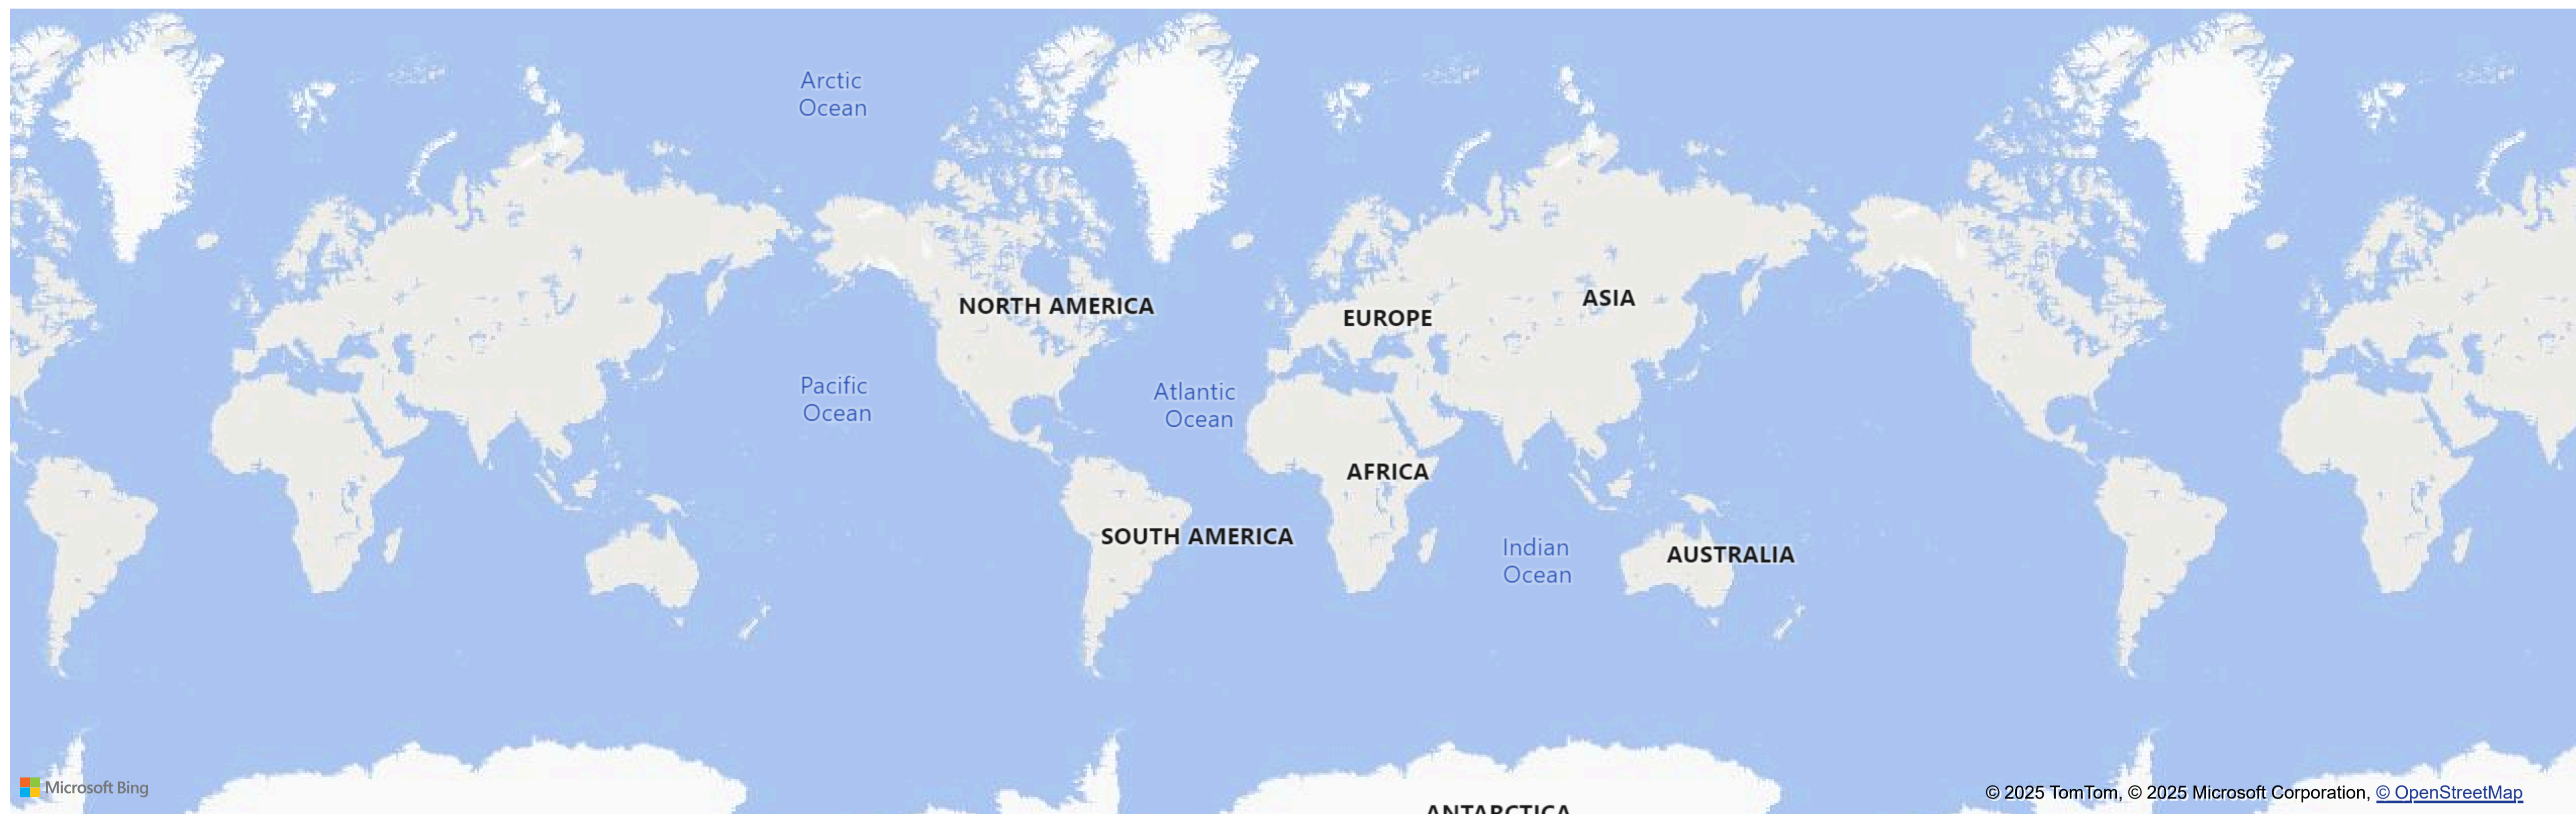 Arctic
Ocean
NORTH AMERICA
EUROPE
ASIA
Pacific
Ocean
Atlantic
Ocean
AFRICA
SOUTH AMERICA
Indian
Ocean
AUSTRALIA
Microsoft Bing
© 2025 TomTom, © 2025 Microsoft Corporation, © OpenStreetMap
ANTARCTICA